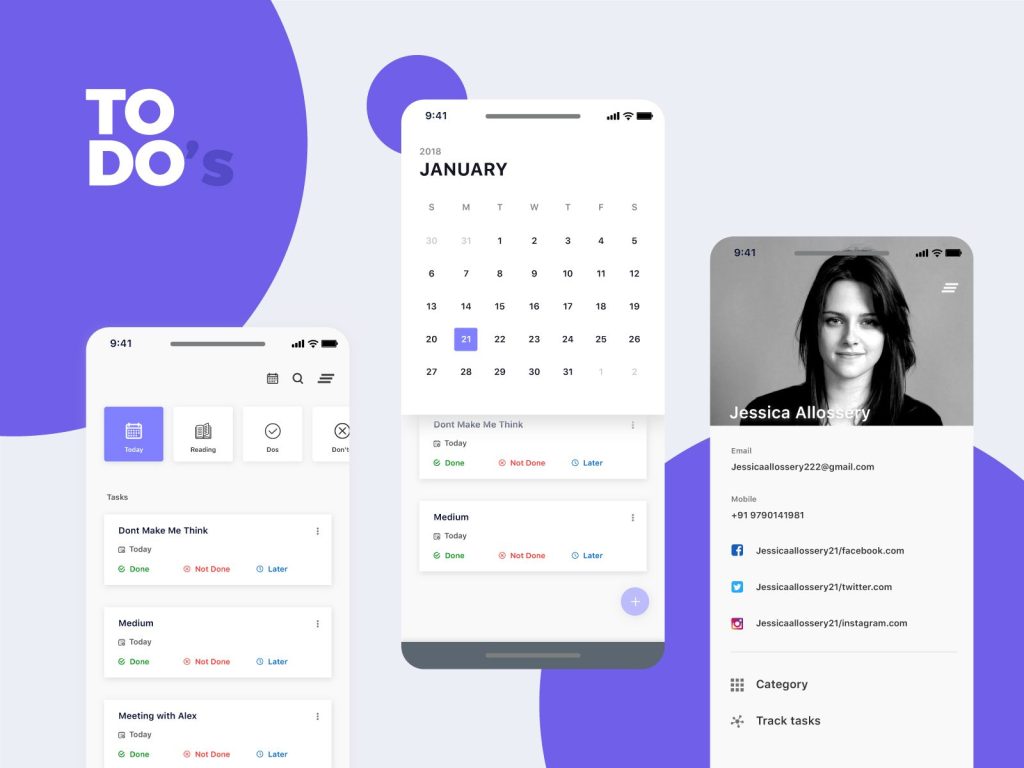 TO
DO's
9:41
Today
Reading
Dos
Don't
Tasks
Dont Make Me Think
Today
Done Not Done Later
Medium
Today
Done Not Done Later
Meeting with Alex
Today
Done Not Done Later
9:41
2018
JANUARY
S M T W T F S
30 31 1 2 3 4 5
6 7 8 9 10 11 12
13 14 15 16 17 18 19
20 21 22 23 24 25 26
27 28 29 30 31 1 2
Dont Make Me Think
Today
Done Not Done Later
Medium
Today
Done Not Done Later
9:41
Jessica Allossery
Email
Jessicaallossery222@gmail.com
Mobile
+91 9790141981
Jessicaallossery21/facebook.com
Jessicaallossery21/twitter.com
Jessicaallossery21/instagram.com
Category
Track tasks